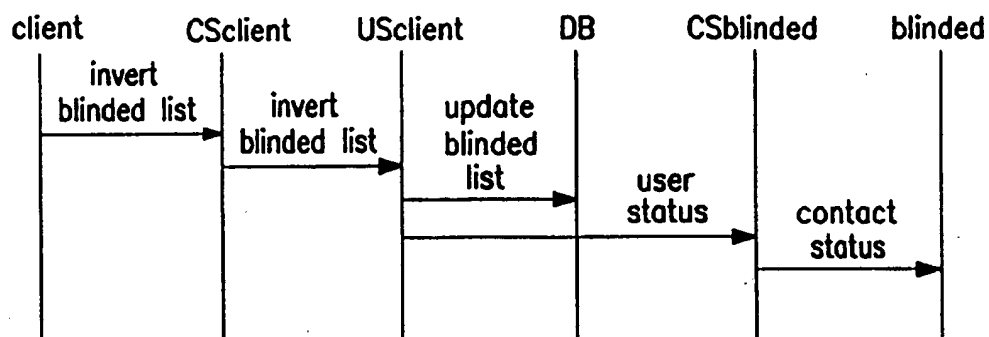 client CSclient USclient DB CSblinded blinded
invert
blinded list
invert
blinded list
update
blinded
list
user
status
contact
status